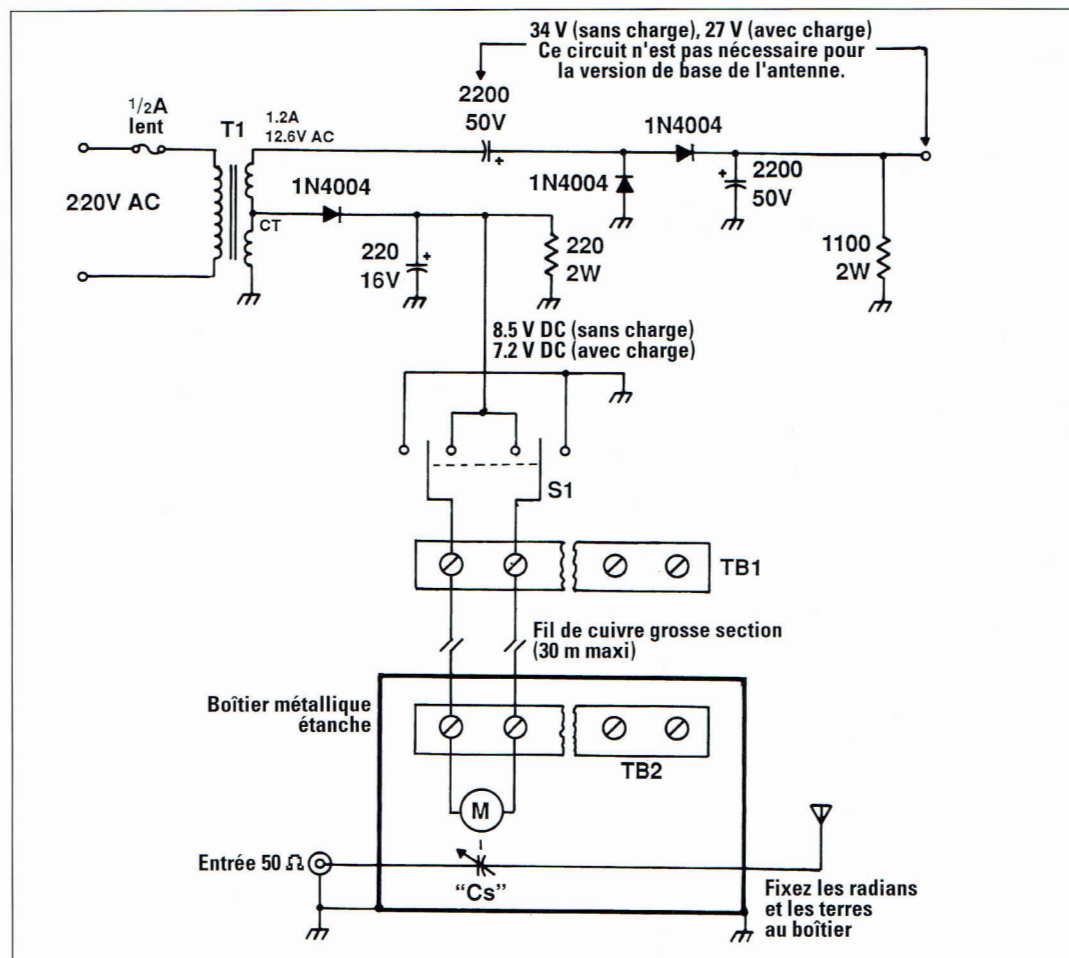 34 V (sans charge), 27 V (avec charge)
Ce circuit n'est pas nécessaire pour
la version de base de l'antenne.
1/2A
lent
T1
1.2A
12.6V AC
2200
50V
+
1N4004
220V AC
1N4004
1N4004
+
2200
50V
CT
220
16V
+
220
2W
1100
2W
8.5 V DC (sans charge)
7.2 V DC (avec charge)
S1
TB1
Fil de cuivre grosse section
(30 m maxi)
Boîtier métallique
étanche
TB2
M
Entrée 50 Ω
“Cs”
Fixez les radians
et les terres
au boîtier